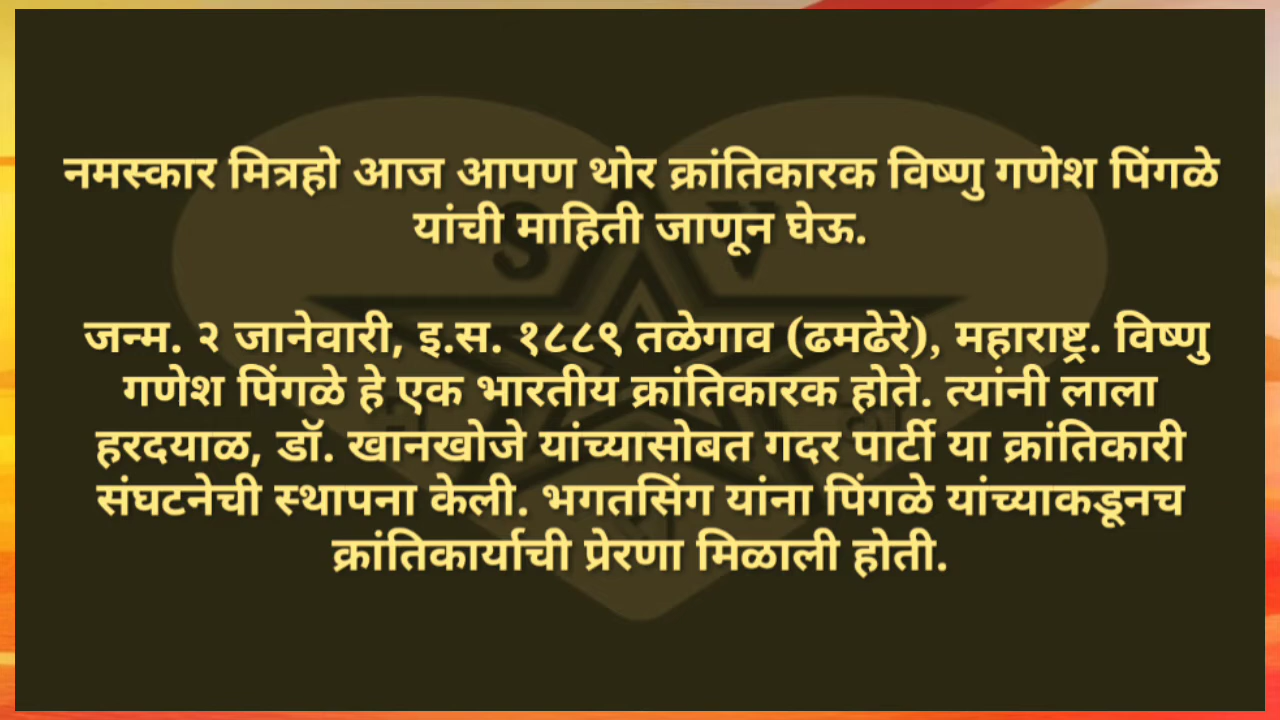 नमस्कार मित्रहो आज आपण थोर क्रांतिकारक विष्णु गणेश पिंगळे
यांची माहिती जाणून घेऊ.
जन्म. २ जानेवारी, इ.स. १८८९ तळेगाव (ढमढेरे), महाराष्ट्र. विष्णु
गणेश पिंगळे हे एक भारतीय क्रांतिकारक होते. त्यांनी लाला
हरदयाळ, डॉ. खानखोजे यांच्यासोबत गदर पार्टी या क्रांतिकारी
संघटनेची स्थापना केली. भगतसिंग यांना पिंगळे यांच्याकडूनच
क्रांतिकार्याची प्रेरणा मिळाली होती.
S V